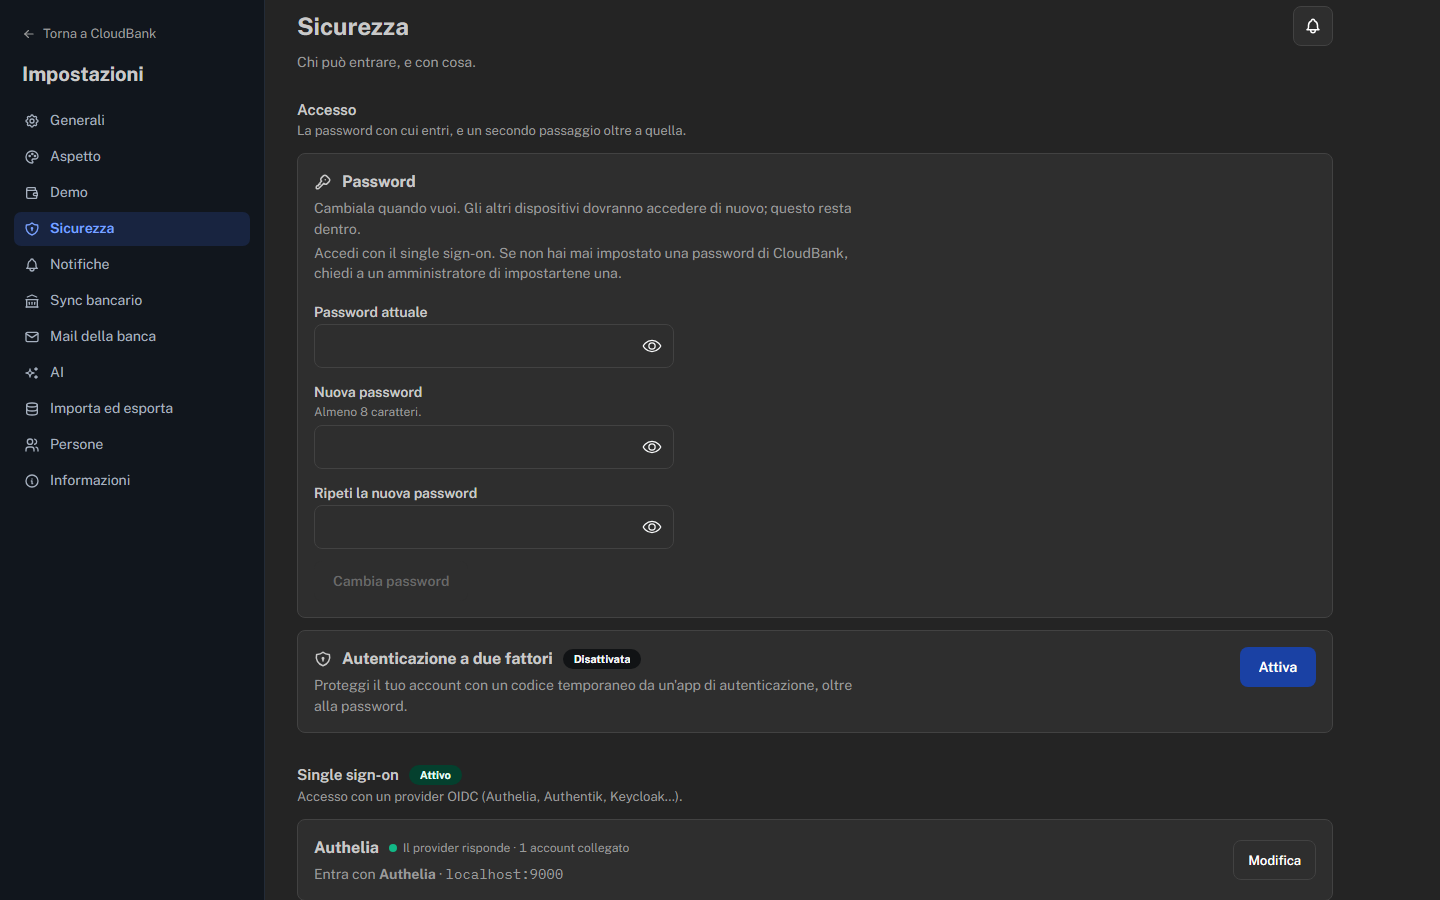 Torna a CloudBank
Impostazioni
Generali
Aspetto
Demo
Sicurezza
Notifiche
Sync bancario
Mail della banca
AI
Importa ed esporta
Persone
Informazioni
Sicurezza
Chi può entrare, e con cosa.
Accesso
La password con cui entri, e un secondo passaggio oltre a quella.
Password
Cambiala quando vuoi. Gli altri dispositivi dovranno accedere di nuovo; questo resta
dentro.
Accedi con il single sign-on. Se non hai mai impostato una password di CloudBank,
chiedi a un amministratore di impostartene una.
Password attuale
Nuova password
Almeno 8 caratteri.
Ripeti la nuova password
Cambia password
Autenticazione a due fattori Disattivata
Proteggi il tuo account con un codice temporaneo da un'app di autenticazione, oltre
alla password.
Attiva
Single sign-on Attivo
Accesso con un provider OIDC (Authelia, Authentik, Keycloak…).
Authelia Il provider risponde · 1 account collegato
Entra con Authelia · localhost:9000
Modifica